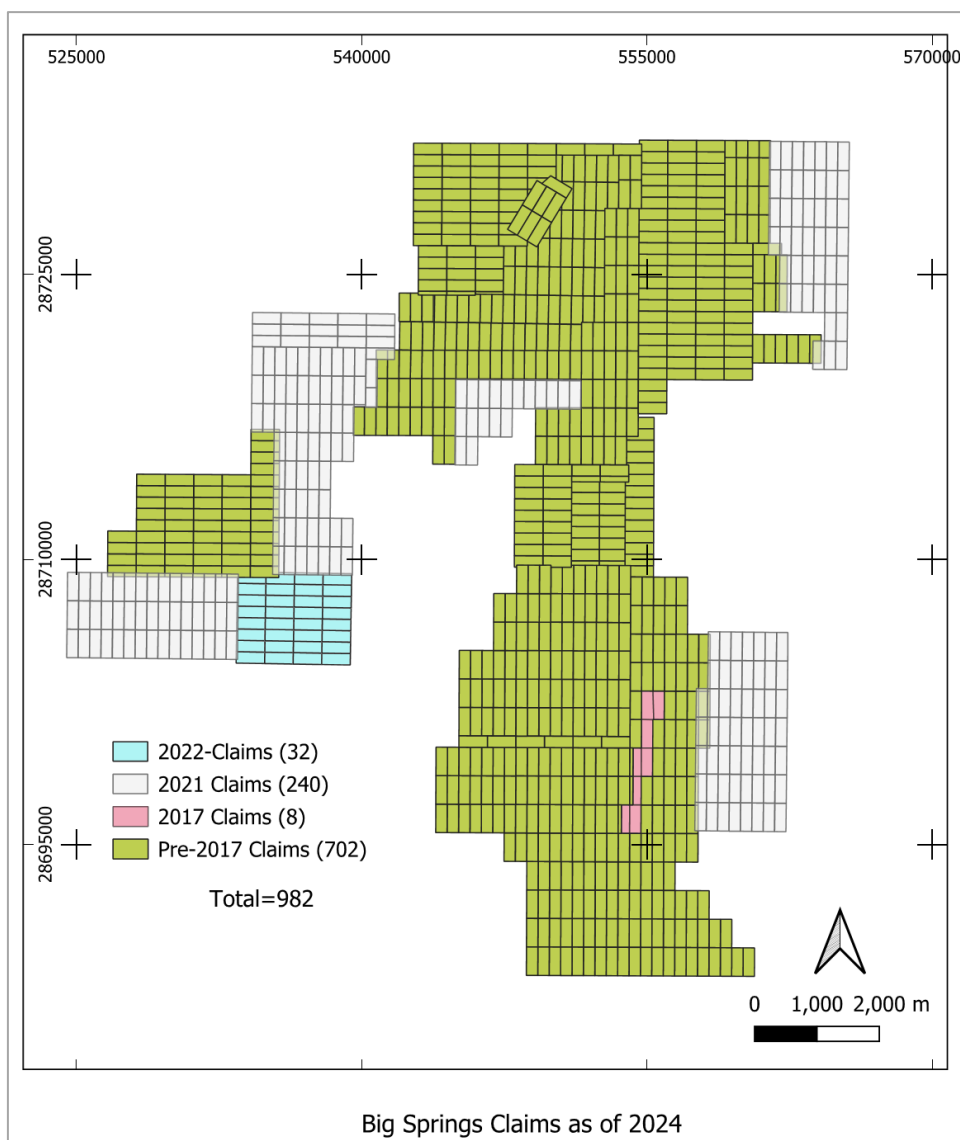 525000 540000 555000 570000
28725000
28710000
28695000
2022-Claims (32)
2021 Claims (240)
2017 Claims (8)
Pre-2017 Claims (702)
Total=982
0 1,000 2,000 m
Big Springs Claims as of 2024